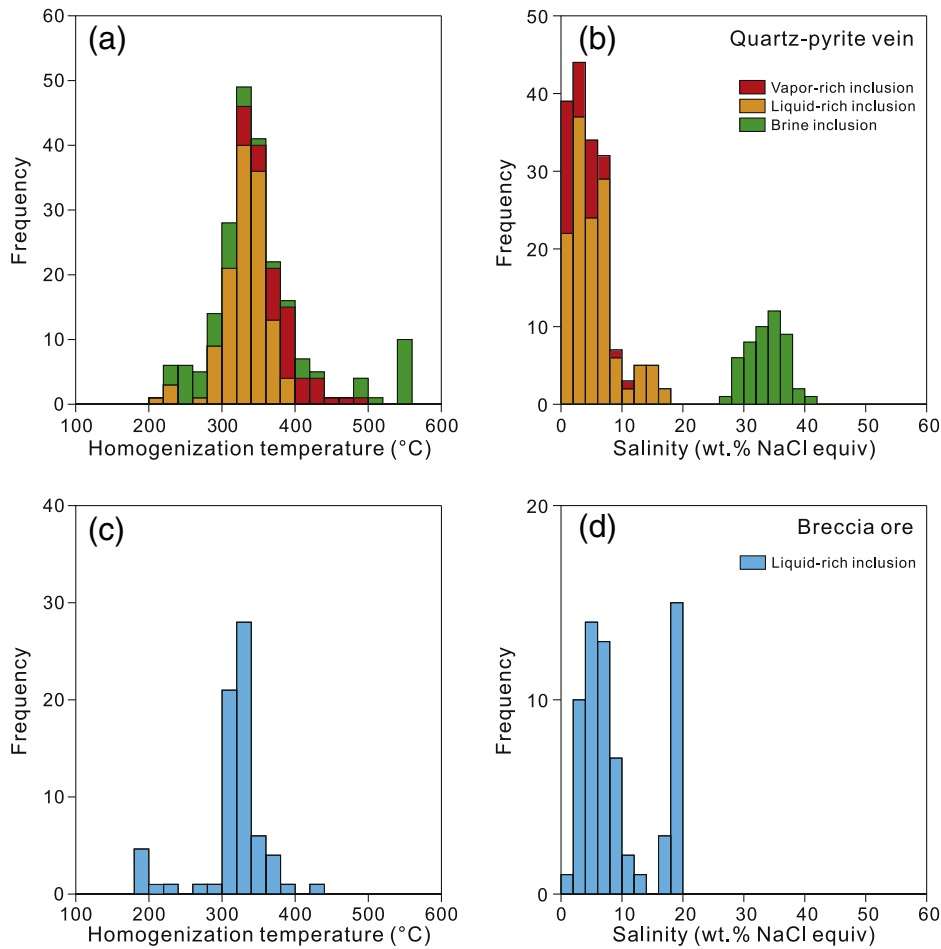 (a)
60
50
40
30
20
10
0
Frequency
100 200 300 400 500 600
Homogenization temperature (°C)
(b)
Quartz-pyrite vein
Vapor-rich inclusion
Liquid-rich inclusion
Brine inclusion
50
40
30
20
10
0
Frequency
0 10 20 30 40 50 60
Salinity (wt.% NaCl equiv)
(c)
40
30
20
10
0
Frequency
100 200 300 400 500 600
Homogenization temperature (°C)
(d)
Breccia ore
Liquid-rich inclusion
20
10
0
Frequency
0 10 20 30 40 50 60
Salinity (wt.% NaCl equiv)